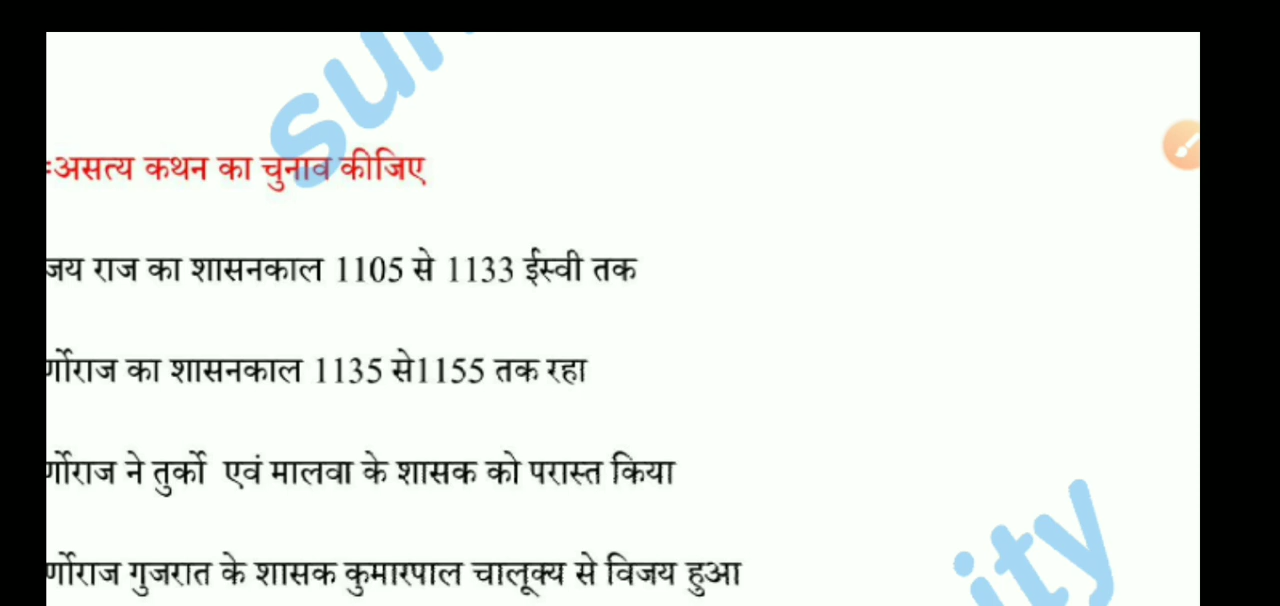 :असत्य कथन का चुनाव कीजिए
जय राज का शासनकाल 1105 से 1133 ईस्वी तक
र्णोराज का शासनकाल 1135 से1155 तक रहा
र्णोराज ने तुर्को एवं मालवा के शासक को परास्त किया
र्णोराज गुजरात के शासक कुमारपाल चालूक्य से विजय हुआ